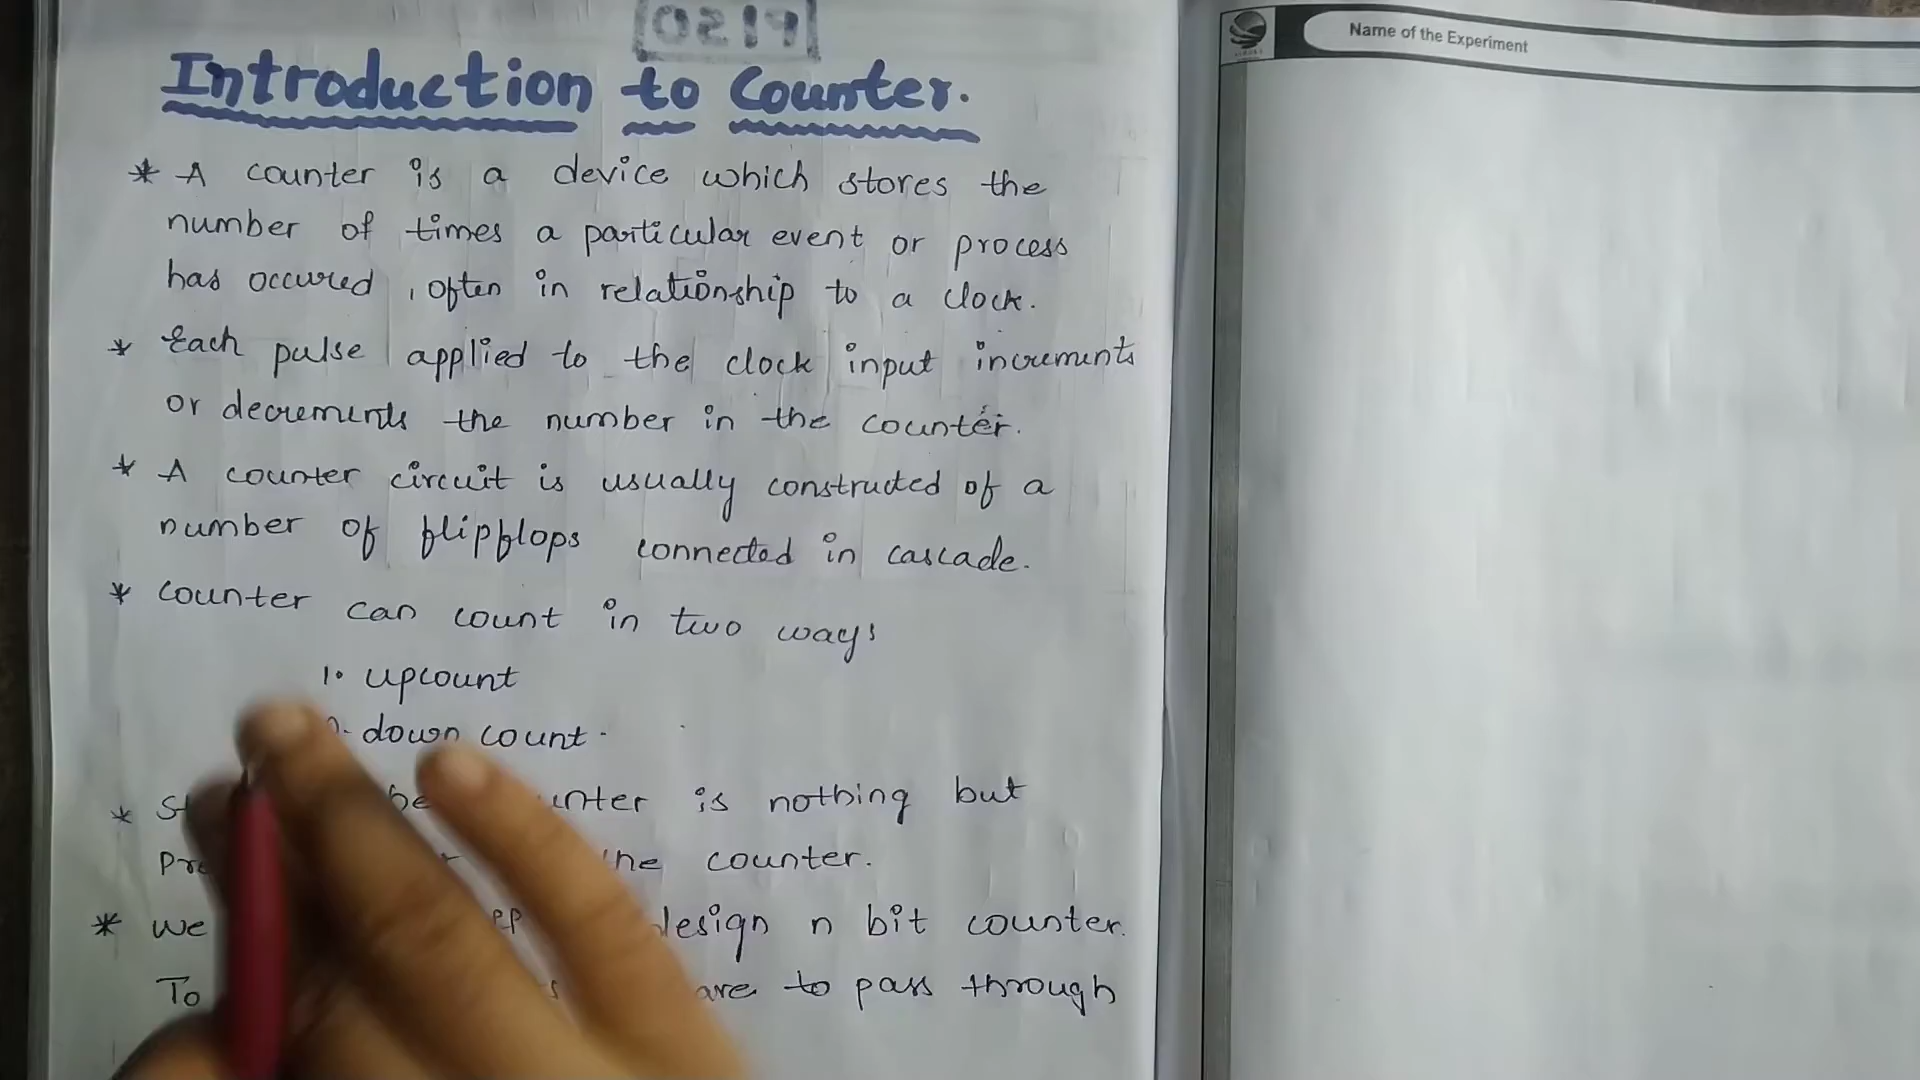 0219
Introduction to Counter.
* A counter is a device which stores the
number of times a particular event or process
has occured, often in relationship to a clock.
* Each pulse applied to the clock input increments
or decrements the number in the counter.
* A counter circuit is usually constructed of a
number of flipflops connected in cascade.
* counter can count in two ways
1. upcount
down count.
* is nothing but
the counter.
* we design n bit counter.
To are to pass through
Name of the Experiment